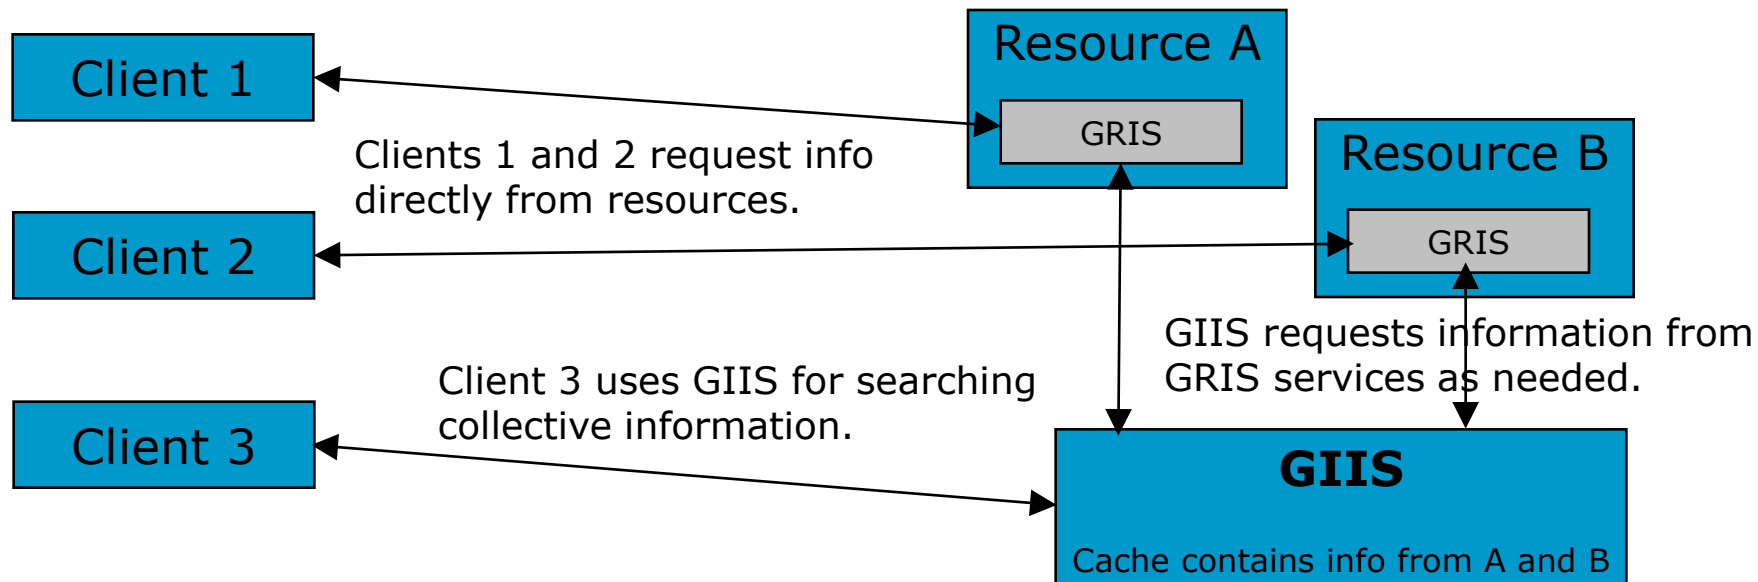 Client 1
Resource A
GRIS
Clients 1 and 2 request info
directly from resources.
Resource B
GRIS
Client 2
GIIS requests information from
GRIS services as needed.
Client 3 uses GIIS for searching
collective information.
Client 3
GIIS
Cache contains info from A and B